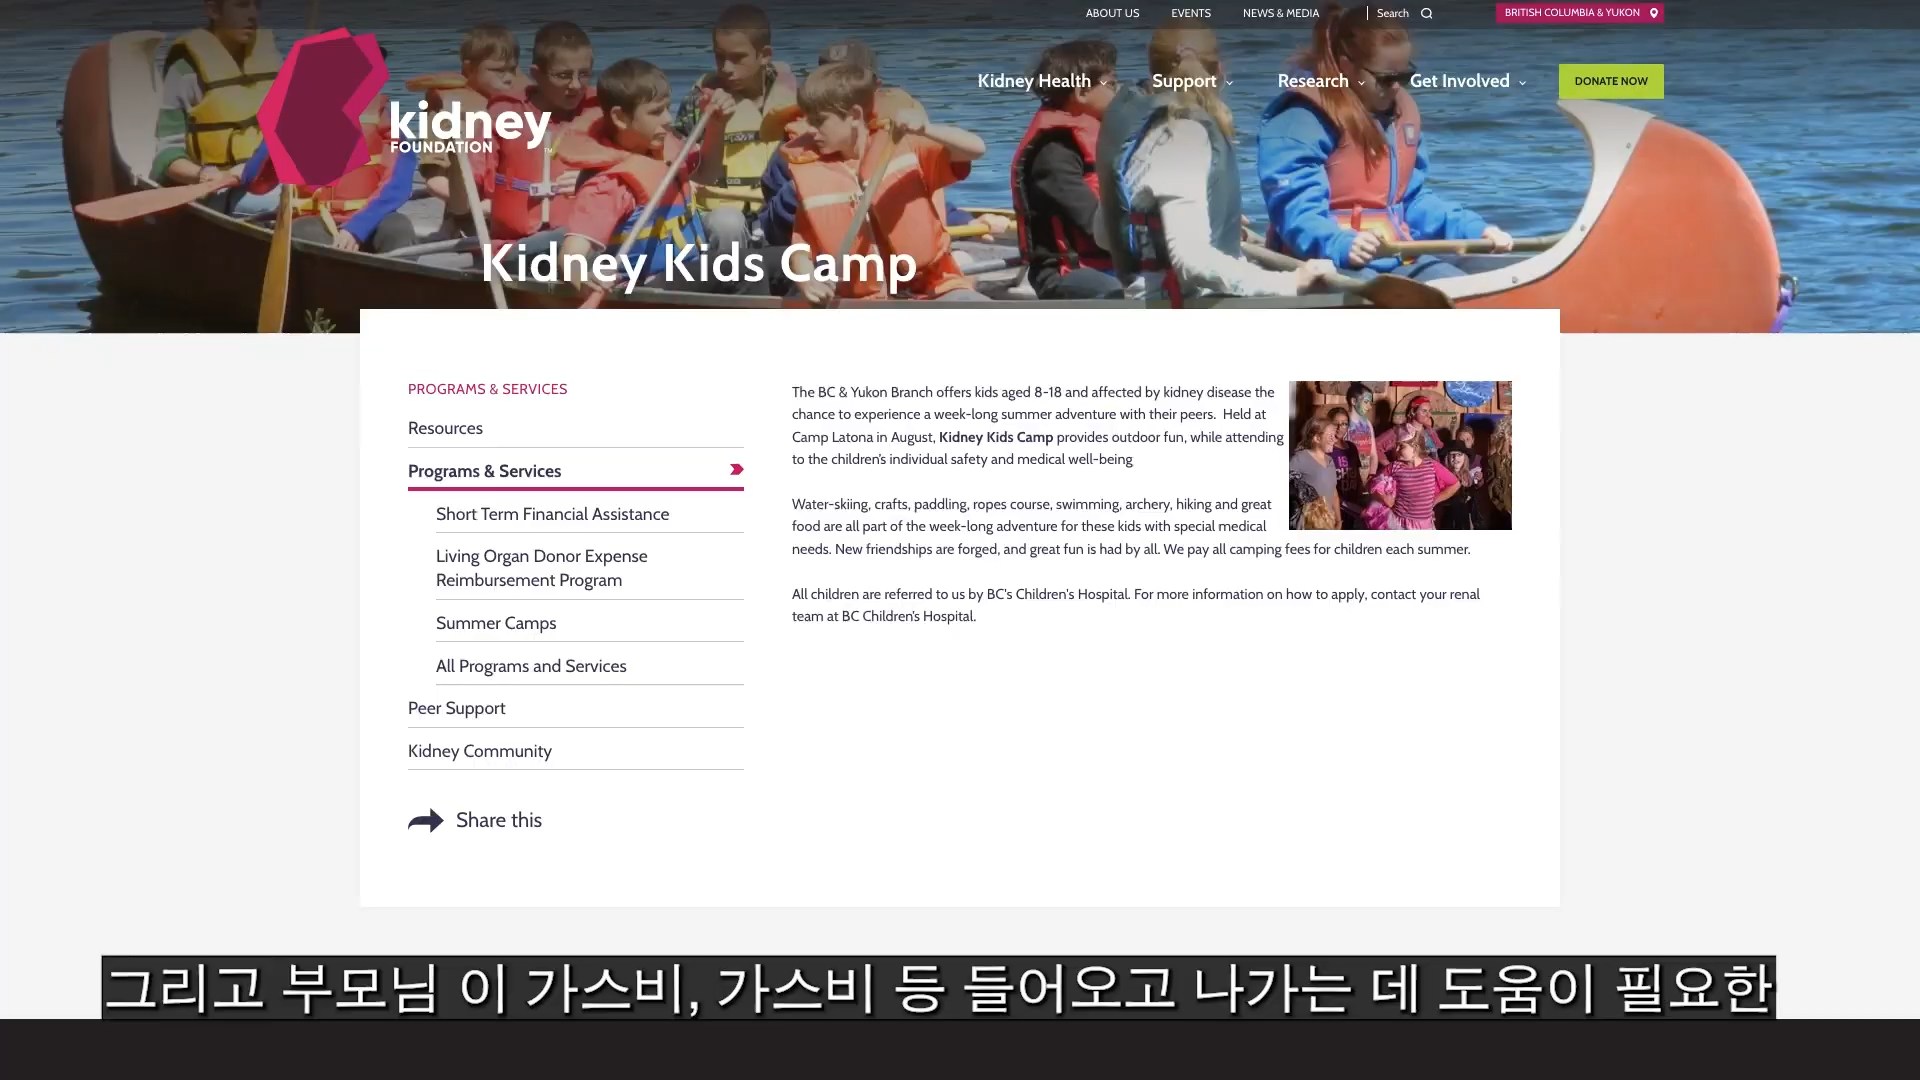 ABOUT US EVENTS NEWS & MEDIA Search BRITISH COLUMBIA & YUKON
Kidney Health Support Research Get Involved DONATE NOW
kidney
FOUNDATION™
Kidney Kids Camp
PROGRAMS & SERVICES
Resources
Programs & Services
Short Term Financial Assistance
Living Organ Donor Expense
Reimbursement Program
Summer Camps
All Programs and Services
Peer Support
Kidney Community
Share this
The BC & Yukon Branch offers kids aged 8-18 and affected by kidney disease the
chance to experience a week-long summer adventure with their peers. Held at
Camp Latona in August, Kidney Kids Camp provides outdoor fun, while attending
to the children's individual safety and medical well-being
Water-skiing, crafts, paddling, ropes course, swimming, archery, hiking and great
food are all part of the week-long adventure for these kids with special medical
needs. New friendships are forged, and great fun is had by all. We pay all camping fees for children each summer.
All children are referred to us by BC's Children's Hospital. For more information on how to apply, contact your renal
team at BC Children's Hospital.
그리고 부모님 이 가스비, 가스비 등 들어오고 나가는 데 도움이 필요한